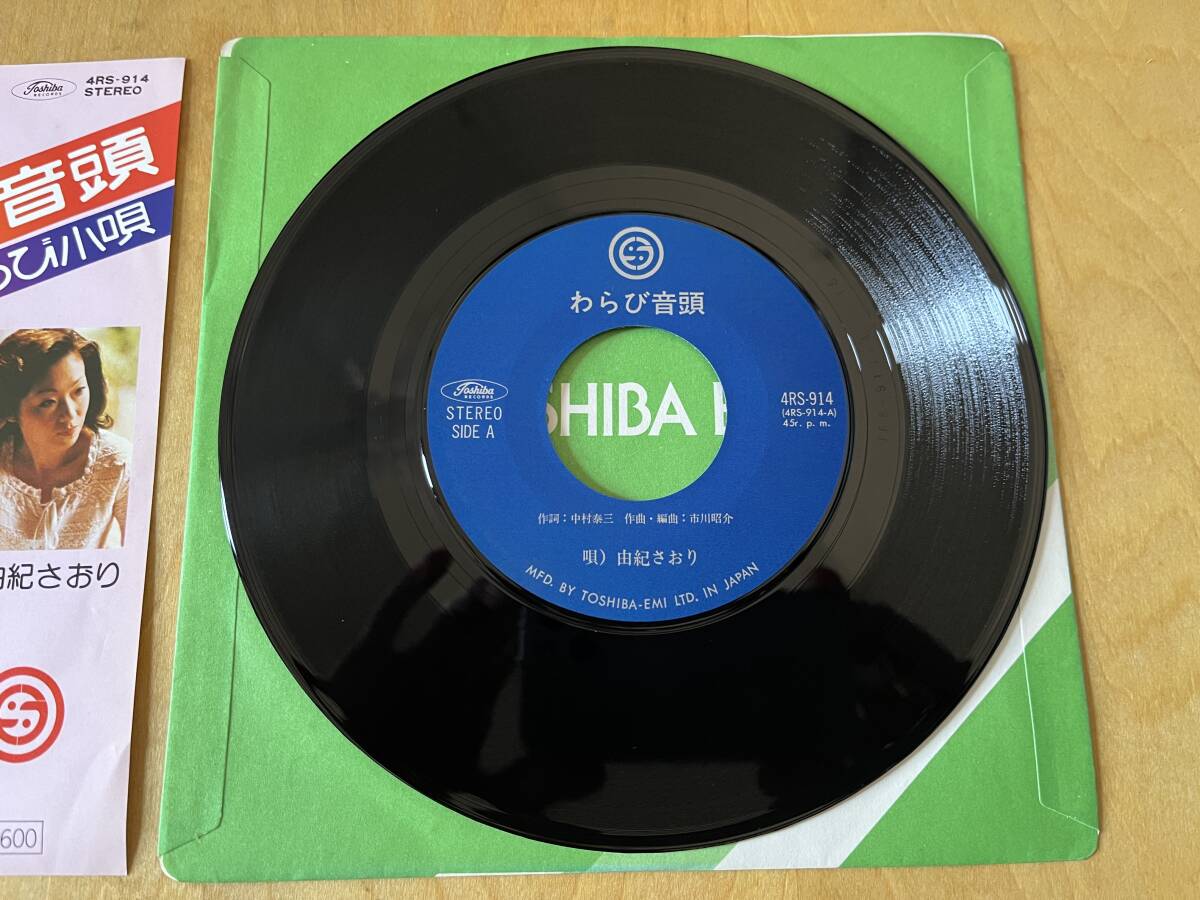 Toshiba
RECORDS
4RS-914
STEREO
音頭
び小唄
由紀さおり
600
わらび音頭
Toshiba
RECORDS
STEREO
SIDE A
SHIBA
4RS-914
(4RS-914-A)
45r. p. m.
作詞：中村泰三 作曲・編曲：市川昭介
唄）由紀さおり
MFD. BY TOSHIBA-EMI LTD. IN JAPAN